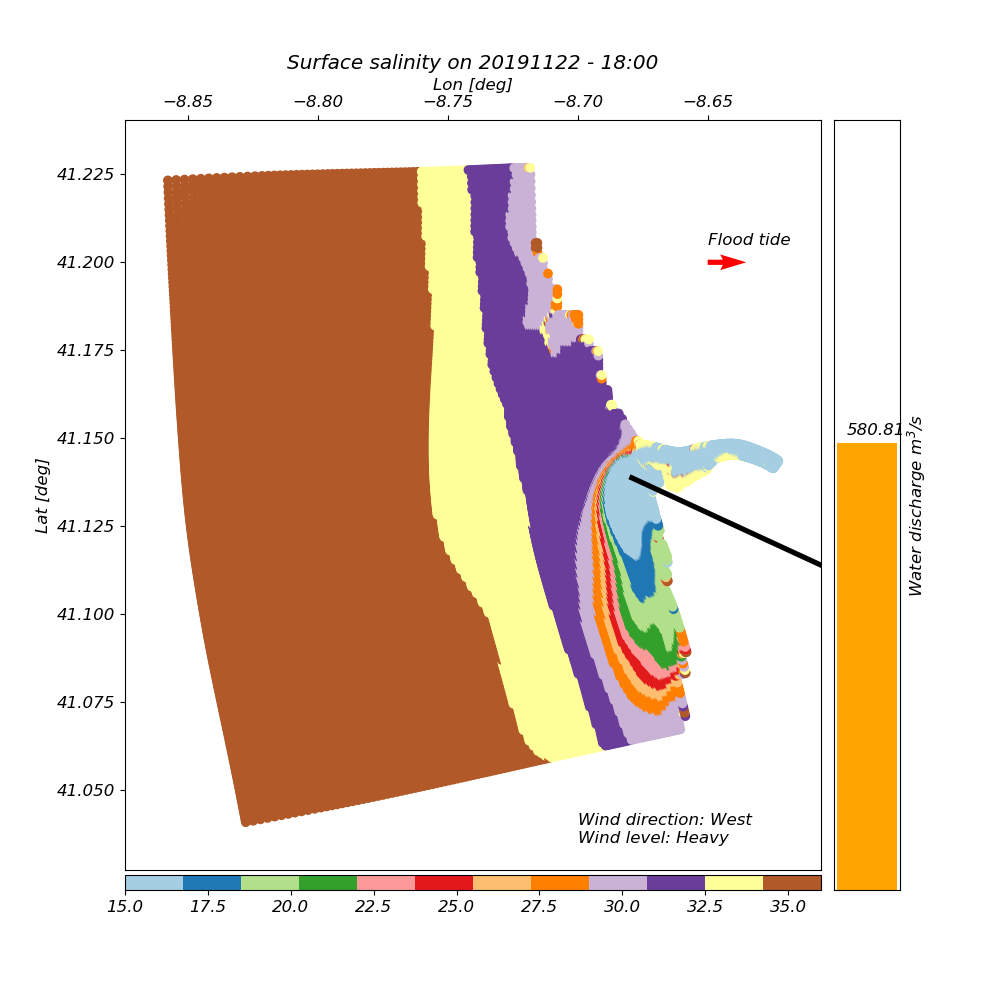 Surface salinity on 20191122 - 18:00
Lon [deg]
−8.85 −8.80 −8.75 −8.70 −8.65
41.225
41.200
41.175
41.150
41.125
41.100
41.075
41.050
Lat [deg]
Flood tide
580.81
Water discharge m³/s
Wind direction: West
Wind level: Heavy
15.0 17.5 20.0 22.5 25.0 27.5 30.0 32.5 35.0